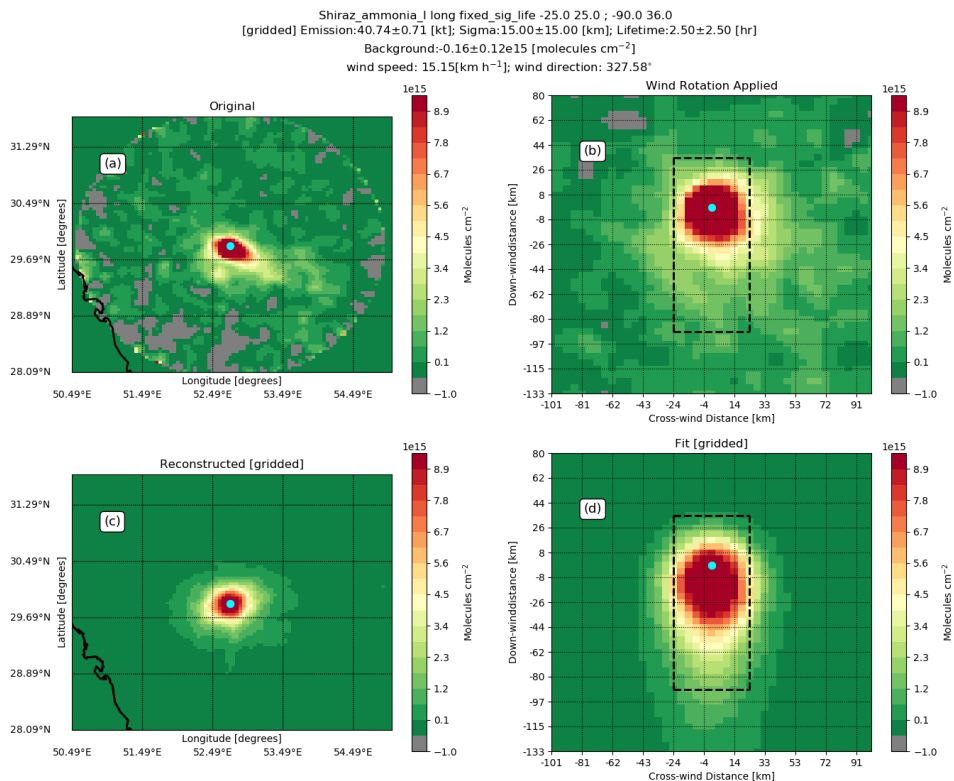 Shiraz_ammonia_l long fixed_sig_life -25.0 25.0 ; -90.0 36.0
[gridded] Emission:40.74±0.71 [kt]; Sigma:15.00±15.00 [km]; Lifetime:2.50±2.50 [hr]
Background:-0.16±0.12e15 [molecules cm⁻²]
wind speed: 15.15[km h⁻¹]; wind direction: 327.58°
Original
1e15
(a)
31.29°N
30.49°N
29.69°N
28.89°N
28.09°N
Latitude [degrees]
50.49°E 51.49°E 52.49°E 53.49°E 54.49°E
Longitude [degrees]
8.9
7.8
6.7
5.6
4.5
3.4
2.3
1.2
0.1
−1.0
Molecules cm⁻²
Wind Rotation Applied
1e15
(b)
80
62
44
26
8
-8
-26
-44
-62
-80
-97
-115
-133
Down-winddistance [km]
-101 -82 -63 -43 -24 -4 14 33 53 72 91
Cross-wind Distance [km]
8.9
7.8
6.7
5.6
4.5
3.4
2.3
1.2
0.1
−1.0
Molecules cm⁻²
Reconstructed [gridded]
1e15
(c)
31.29°N
30.49°N
29.69°N
28.89°N
28.09°N
Latitude [degrees]
50.49°E 51.49°E 52.49°E 53.49°E 54.49°E
Longitude [degrees]
8.9
7.8
6.7
5.6
4.5
3.4
2.3
1.2
0.1
−1.0
Molecules cm⁻²
Fit [gridded]
1e15
(d)
80
62
44
26
8
-8
-26
-44
-62
-80
-97
-115
-133
Down-winddistance [km]
-101 -82 -63 -43 -24 -4 14 33 53 72 91
Cross-wind Distance [km]
8.9
7.8
6.7
5.6
4.5
3.4
2.3
1.2
0.1
−1.0
Molecules cm⁻²